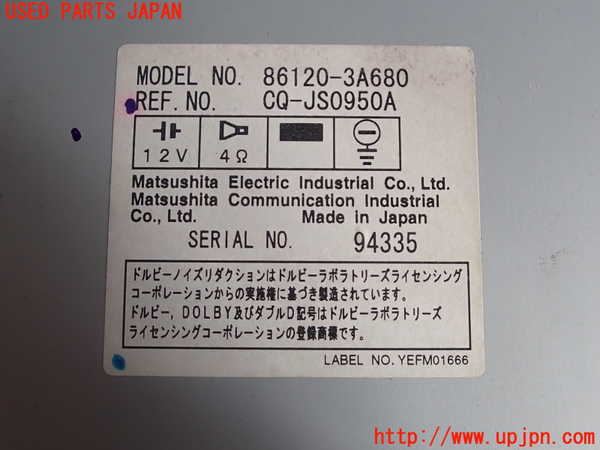 USED PARTS JAPAN
MODEL NO. 86120-3A680
REF.NO. CQ-JS0950A
12V 4Ω
Matsushita Electric Industrial Co., Ltd.
Matsushita Communication Industrial
Co., Ltd. Made in Japan
SERIAL NO. 94335
ドルビーノイズリダクションはドルビーラボラトリーズライセンシング
コーポレーションからの実施権に基づき製造されています。
ドルビー, DOLBY及びダブルD記号はドルビーラボラトリーズ
ライセンシングコーポレーションの登録商標です。
LABEL NO. YEFM01666
UPJ
http://www.upjpn.com/